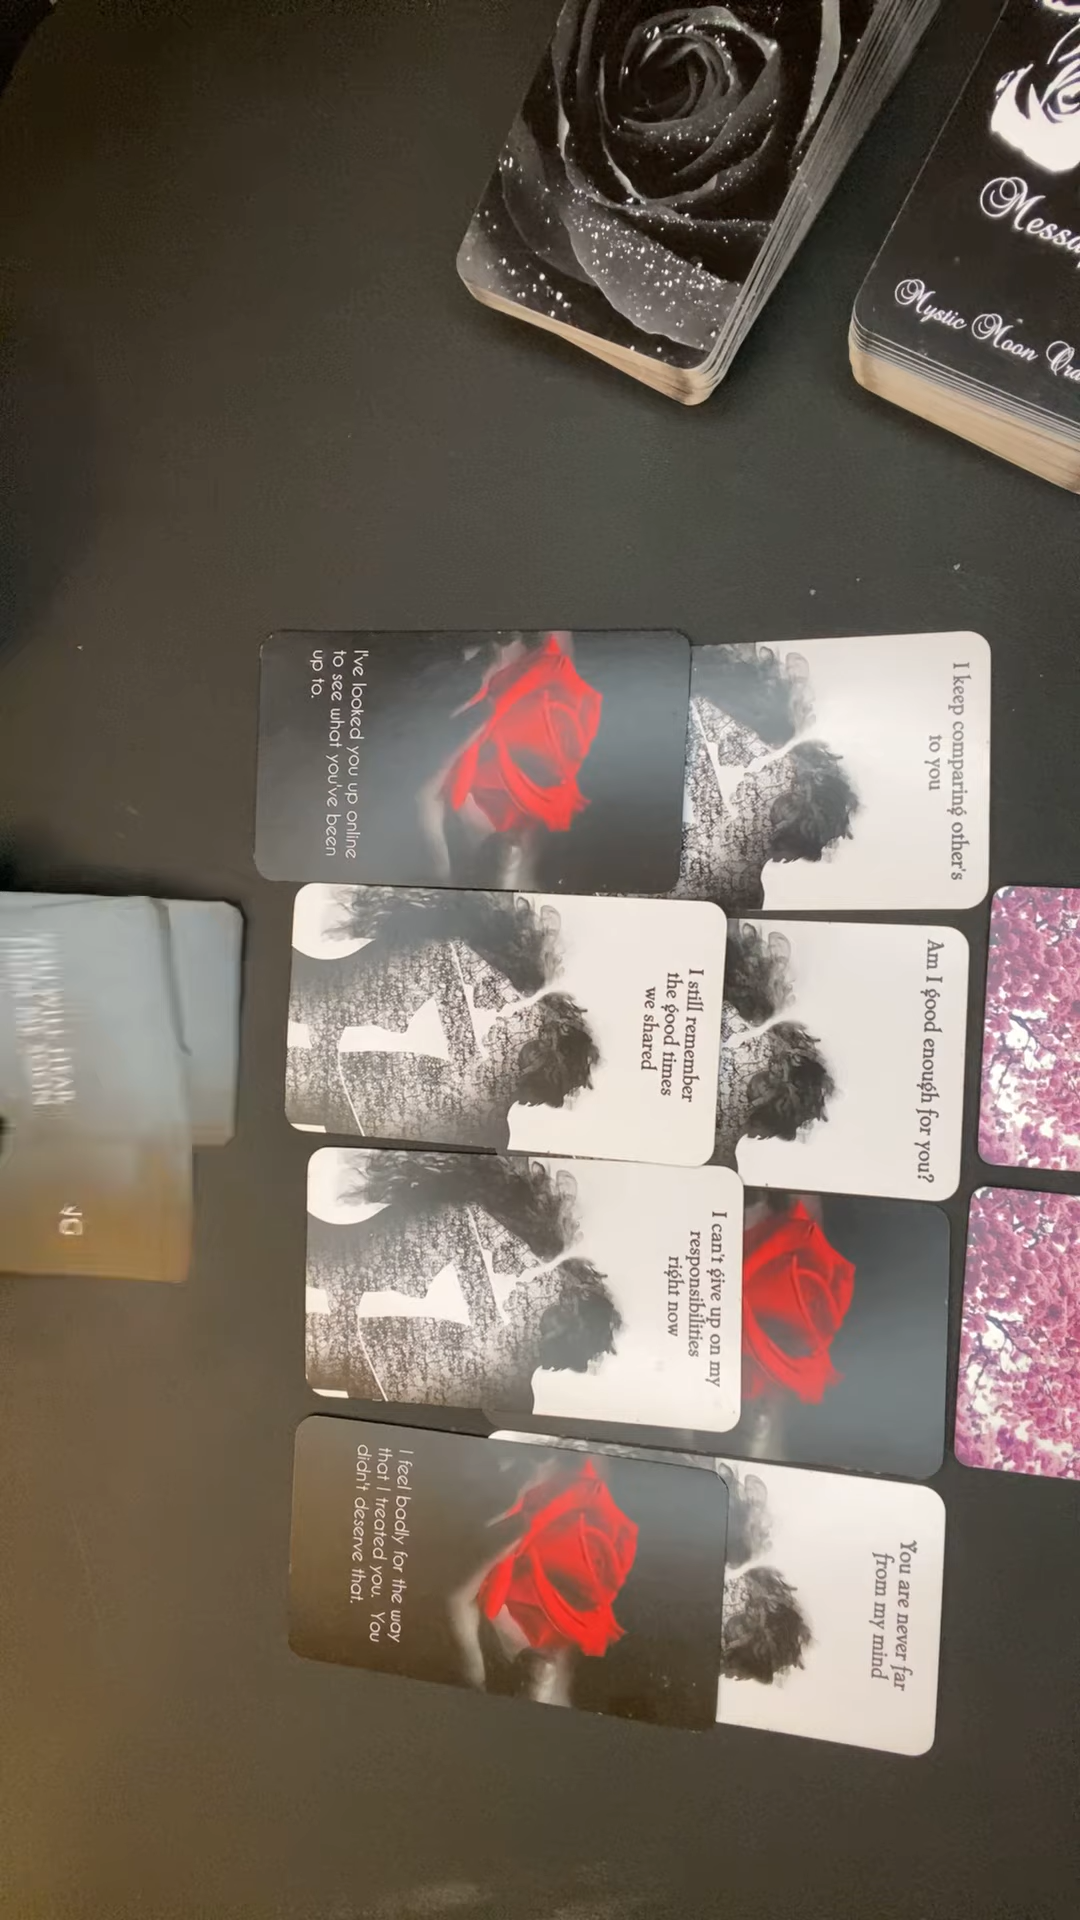 Messa
Mystic Moon Ora
I keep comparing other's
to you
I've looked you up online
to see what you've been
up to.
Am I good enough for you?
I still remember
the good times
we shared
I can't give up on my
responsibilities
right now
You are never far
from my mind
I feel badly for the way
that I treated you. You
didn't deserve that.